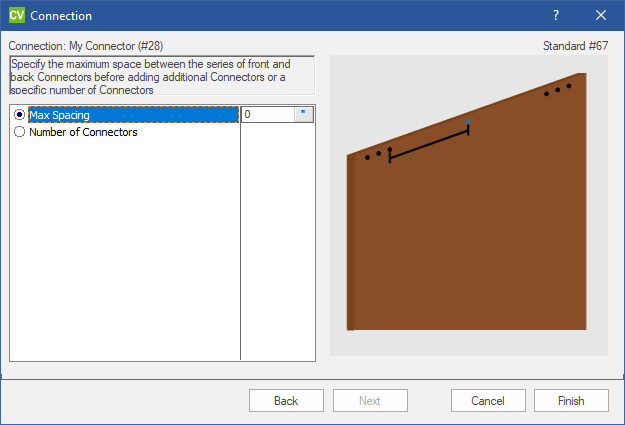 CV Connection ? ×
Connection: My Connector (#28) Standard #67
Specify the maximum space between the series of front and
back Connectors before adding additional Connectors or a
specific number of Connectors
Max Spacing 0 "
Number of Connectors
Back Next Cancel Finish